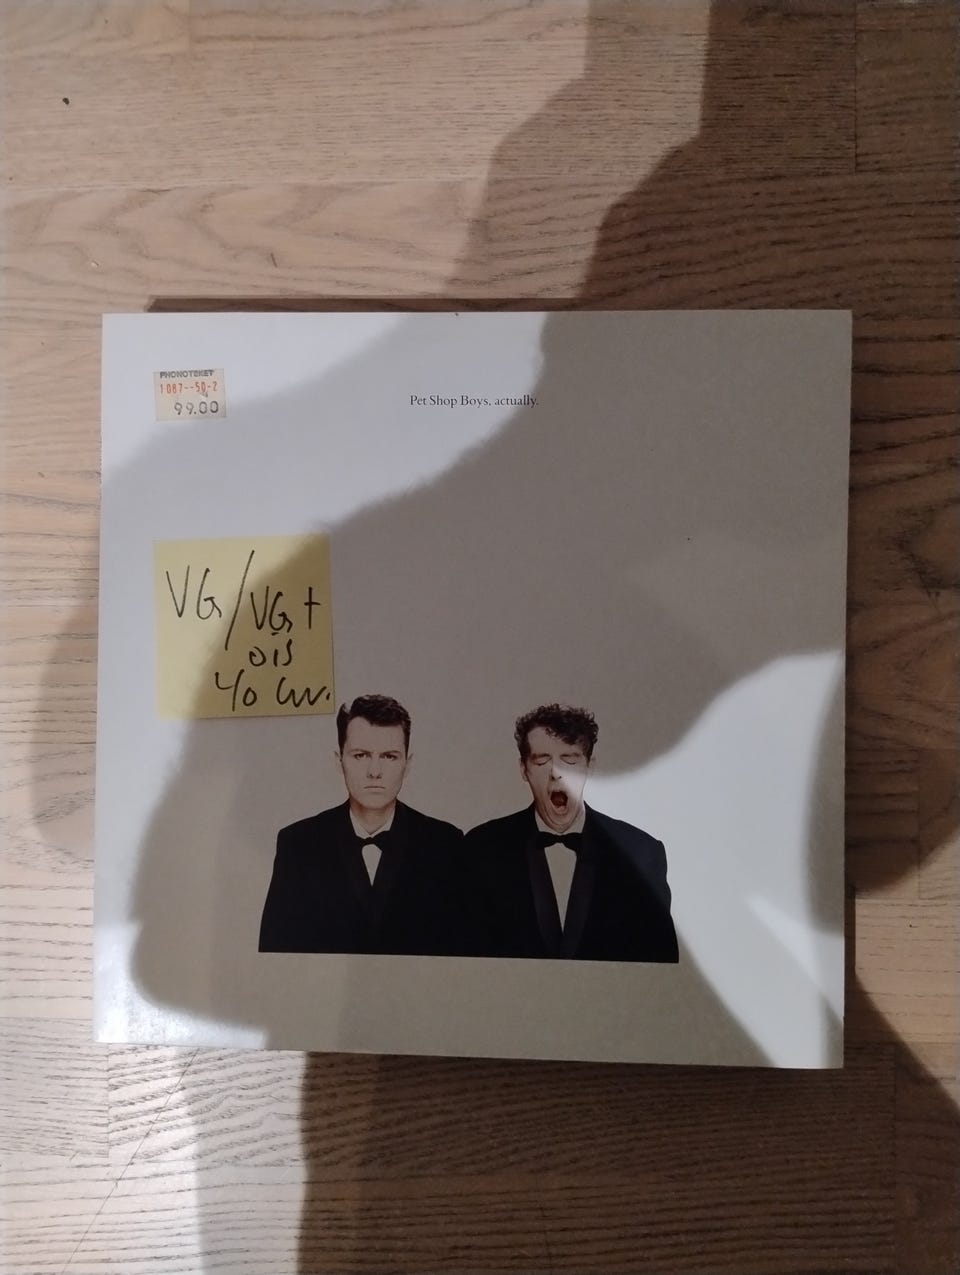 PHONOTEKET
1087--50-2
99.00
Pet Shop Boys, actually.
VG/VG+
OIS
40 kr.